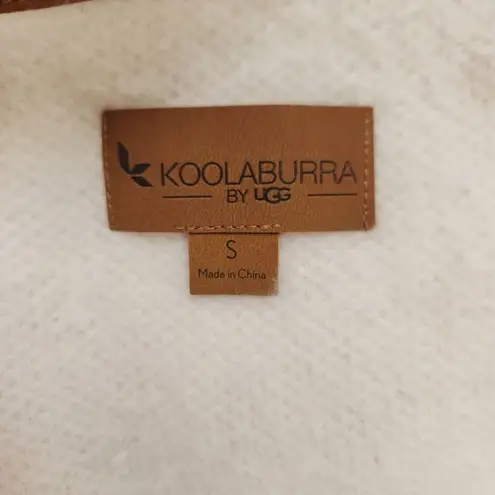 KOOLABURRA
BY UGG
S
Made in China